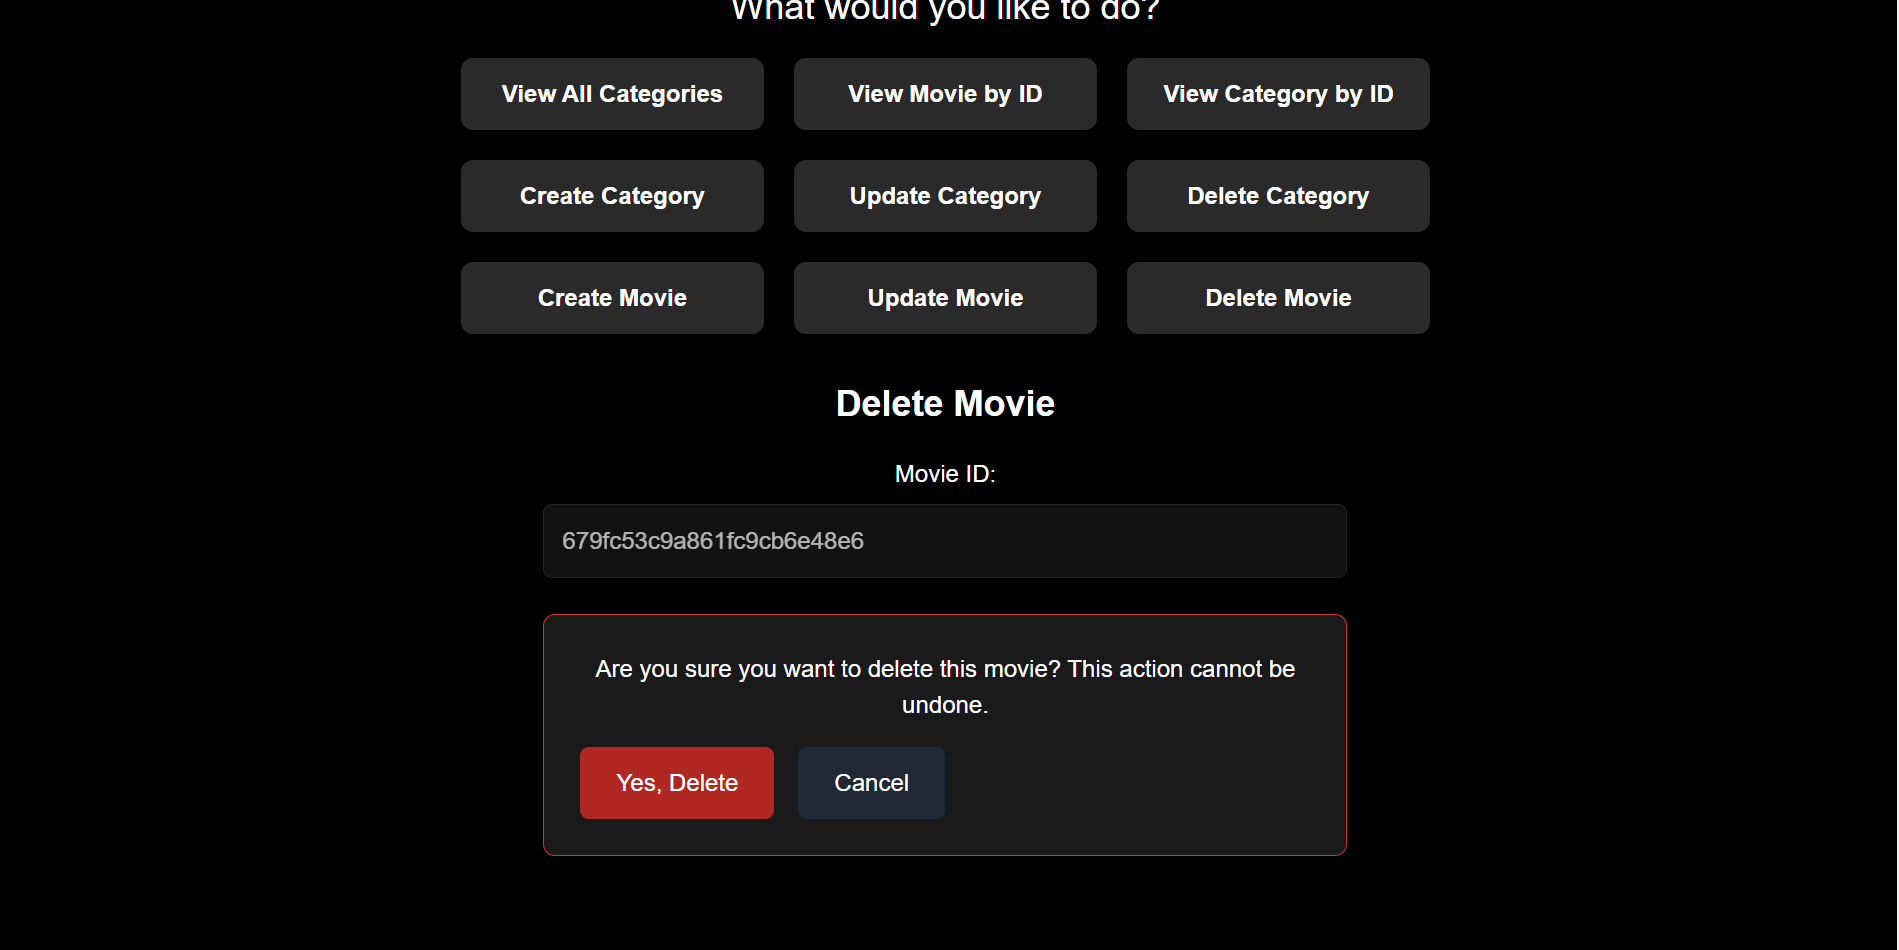 What would you like to do?
View All Categories
View Movie by ID
View Category by ID
Create Category
Update Category
Delete Category
Create Movie
Update Movie
Delete Movie
Delete Movie
Movie ID:
679fc53c9a861fc9cb6e48e6
Are you sure you want to delete this movie? This action cannot be
undone.
Yes, Delete
Cancel